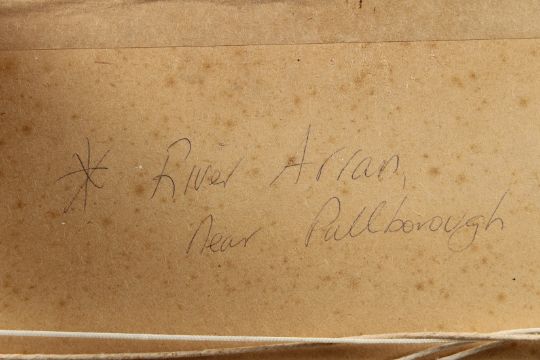 * River Arran,
near Pullborough